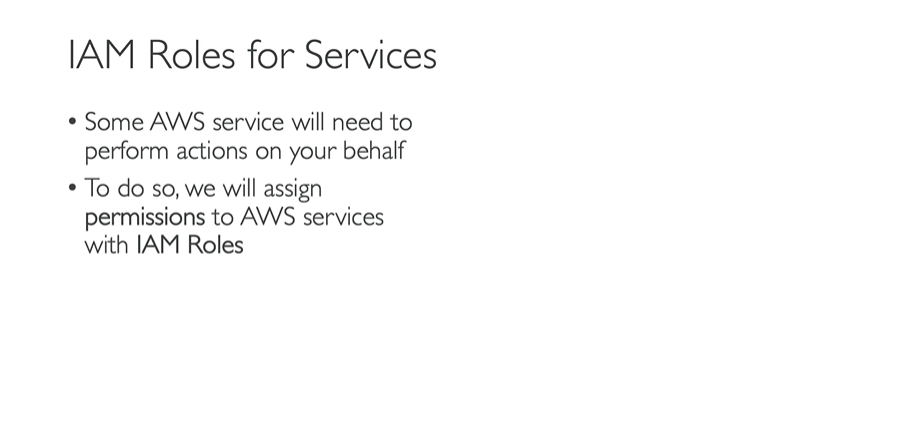 IAM Roles for Services
• Some AWS service will need to
perform actions on your behalf
• To do so, we will assign
permissions to AWS services
with IAM Roles